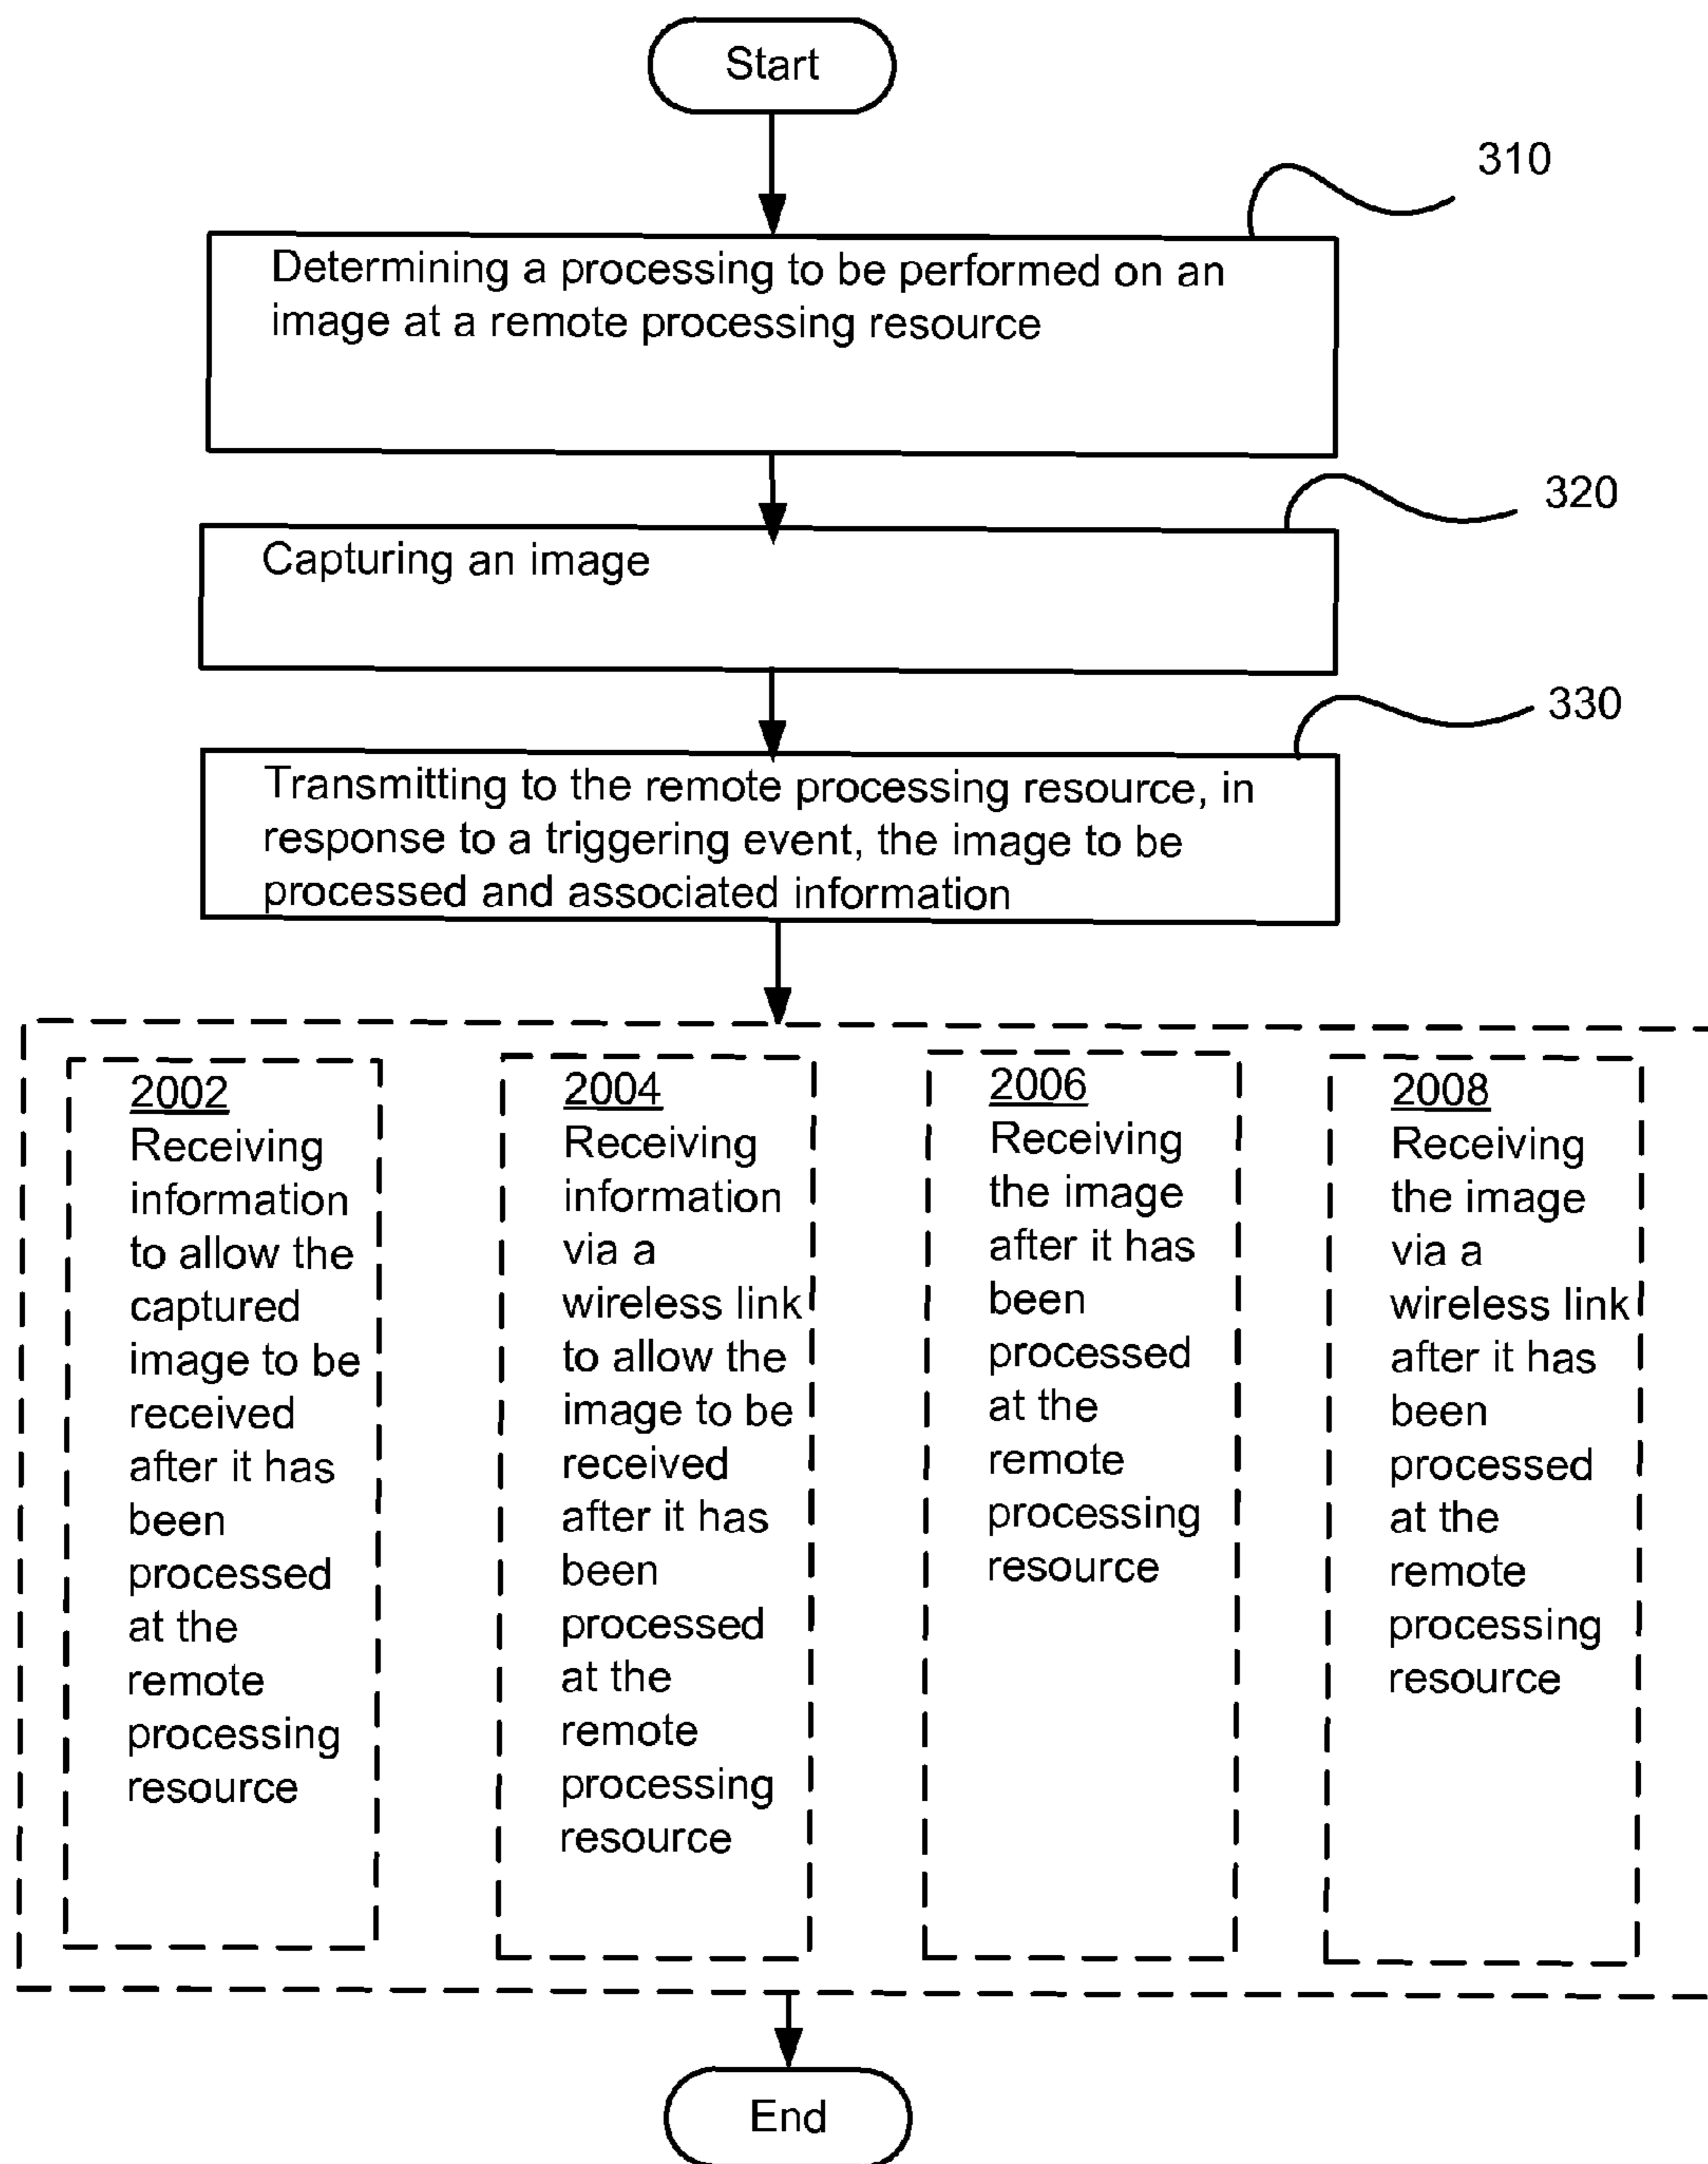 Start
310
Determining a processing to be performed on an
image at a remote processing resource
320
Capturing an image
330
Transmitting to the remote processing resource, in
response to a triggering event, the image to be
processed and associated information
2002
Receiving
information
to allow the
captured
image to be
received
after it has
been
processed
at the
remote
processing
resource
2004
Receiving
information
via a
wireless link
to allow the
image to be
received
after it has
been
processed
at the
remote
processing
resource
2006
Receiving
the image
after it has
been
processed
at the
remote
processing
resource
2008
Receiving
the image
via a
wireless link
after it has
been
processed
at the
remote
processing
resource
End